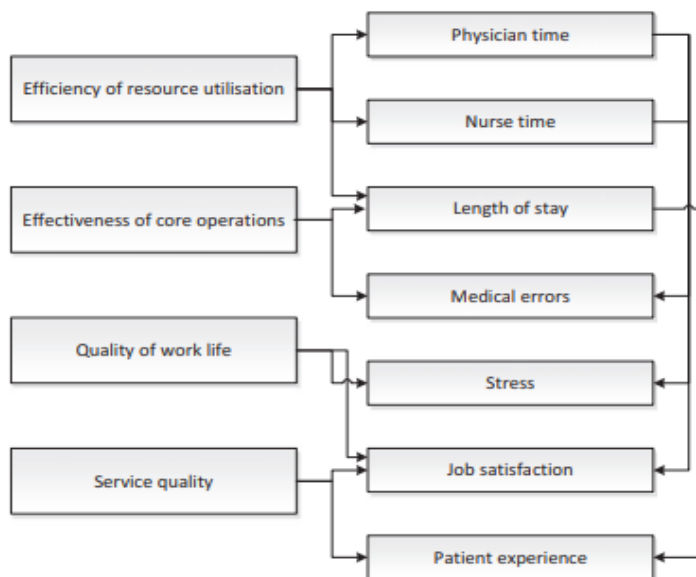 Physician time
Efficiency of resource utilisation
Nurse time
Effectiveness of core operations
Length of stay
Medical errors
Quality of work life
Stress
Service quality
Job satisfaction
Patient experience